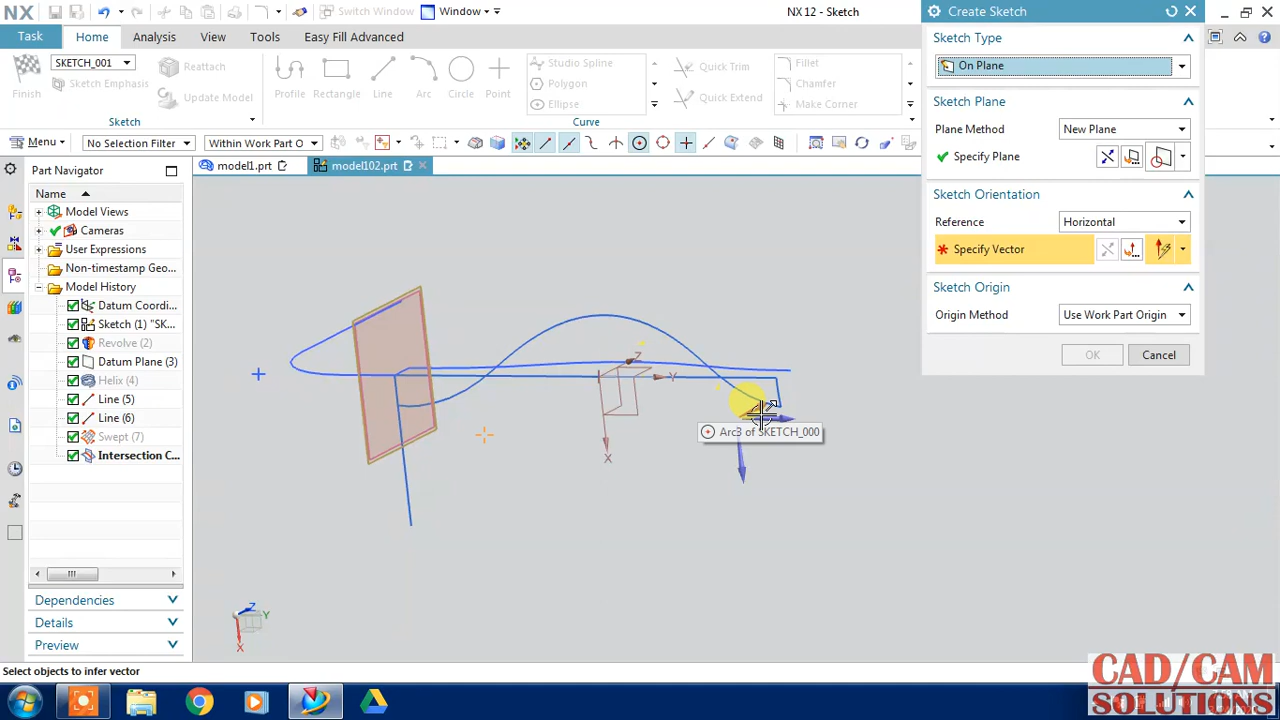 NX
Switch Window
Window
NX 12 - Sketch
Task
Home
Analysis
View
Tools
Easy Fill Advanced
SKETCH_001
Reattach
Sketch Emphasis
Finish
Update Model
Sketch
Profile
Rectangle
Line
Arc
Circle
Point
Studio Spline
Polygon
Ellipse
Quick Trim
Quick Extend
Fillet
Chamfer
Make Corner
Curve
Menu
No Selection Filter
Within Work Part O
Create Sketch
Sketch Type
On Plane
Sketch Plane
Plane Method
New Plane
Specify Plane
Sketch Orientation
Reference
Horizontal
Specify Vector
Sketch Origin
Origin Method
Use Work Part Origin
OK
Cancel
Part Navigator
model1.prt
model102.prt
Name
Model Views
Cameras
User Expressions
Non-timestamp Geo...
Model History
Datum Coordi...
Sketch (1) "SK...
Revolve (2)
Datum Plane (3)
Helix (4)
Line (5)
Line (6)
Swept (7)
Intersection C...
Dependencies
Details
Preview
Z
Y
X
Arc3 of SKETCH_000
Z
Y
X
Select objects to infer vector
CAD/CAM
SOLUTIONS